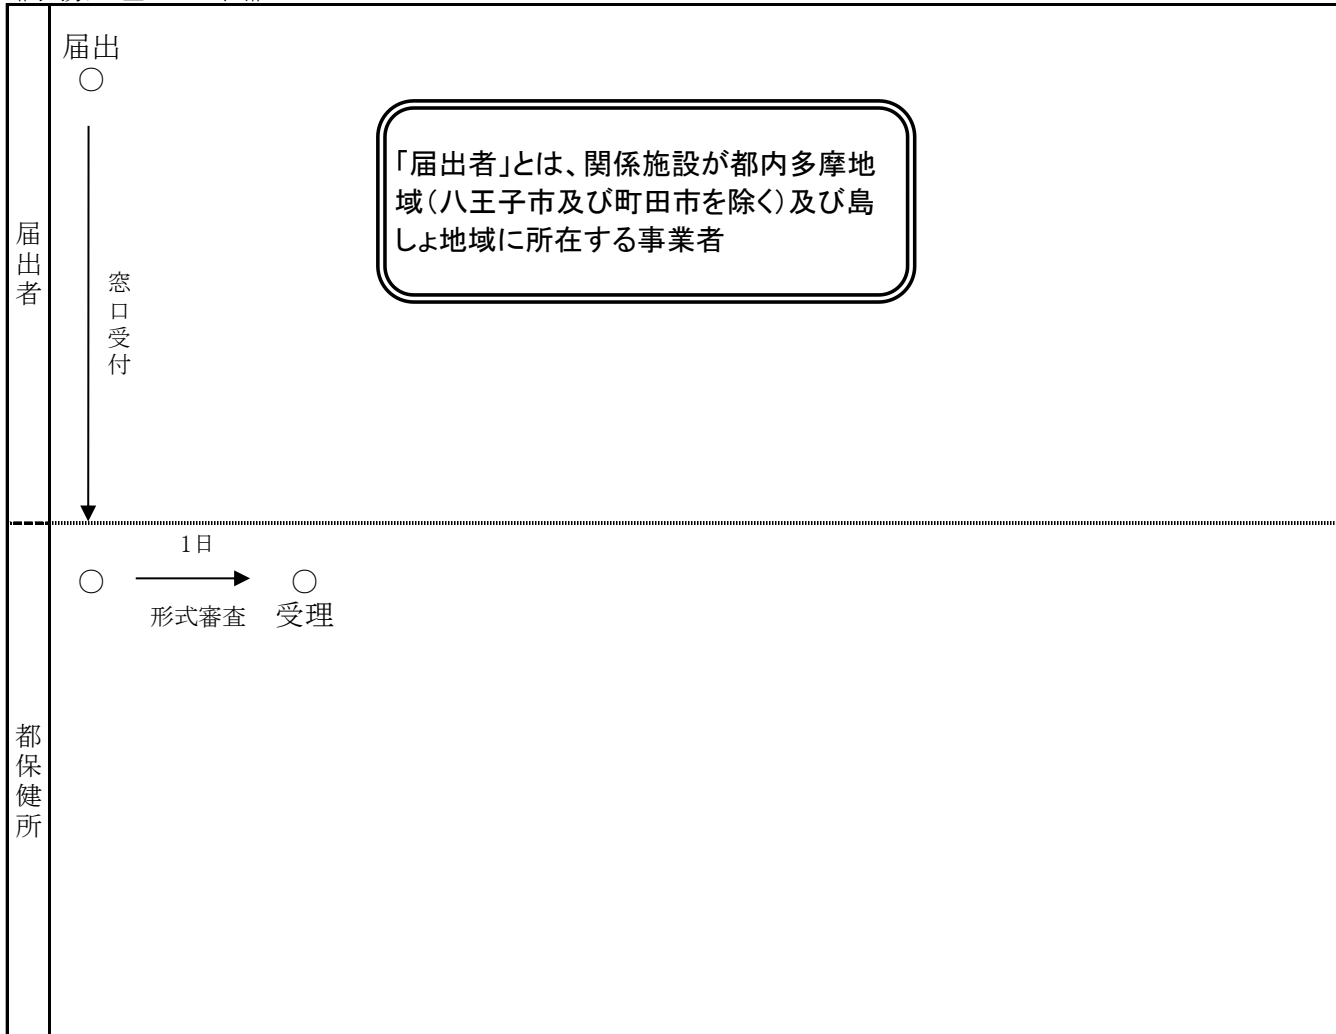 届出
○
「届出者」とは、関係施設が都内多摩地
域（八王子市及び町田市を除く）及び島
しょ地域に所在する事業者
届出者
窓口受付
1日
○
○
形式審査
受理
都保健所